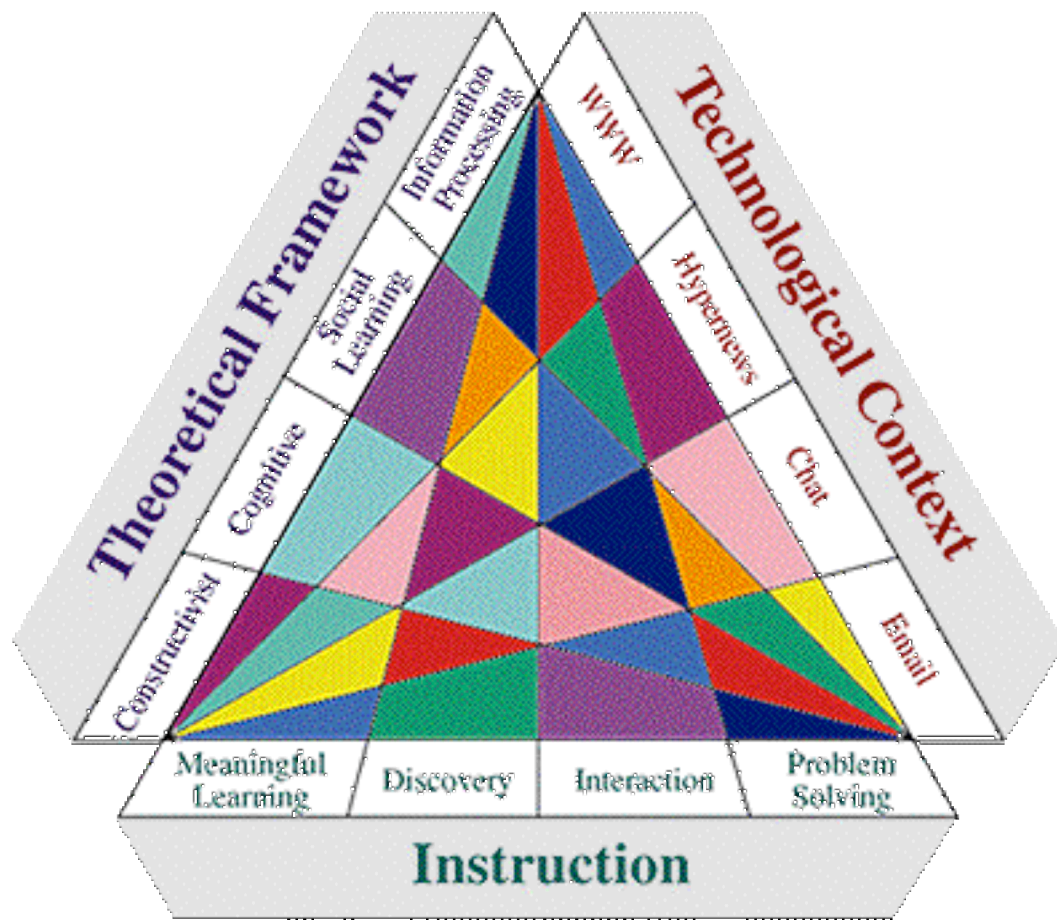 Theoretical Framework
Information
Processing
Social
Learning
Cognitive
Constructivist
Technological Context
WWW
Hypernews
Chat
Email
Meaningful
Learning
Discovery
Interaction
Problem
Solving
Instruction